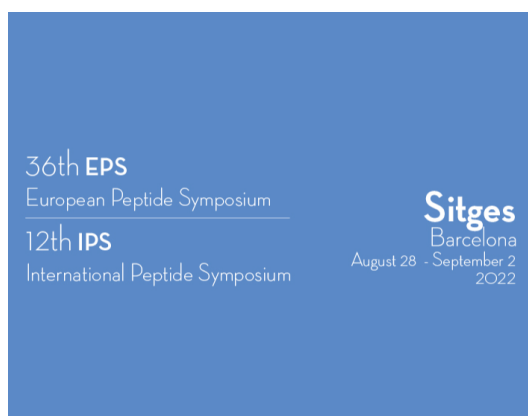 36th EPS
European Peptide Symposium
12th IPS
International Peptide Symposium
Sitges
Barcelona
August 28 - September 2
2022